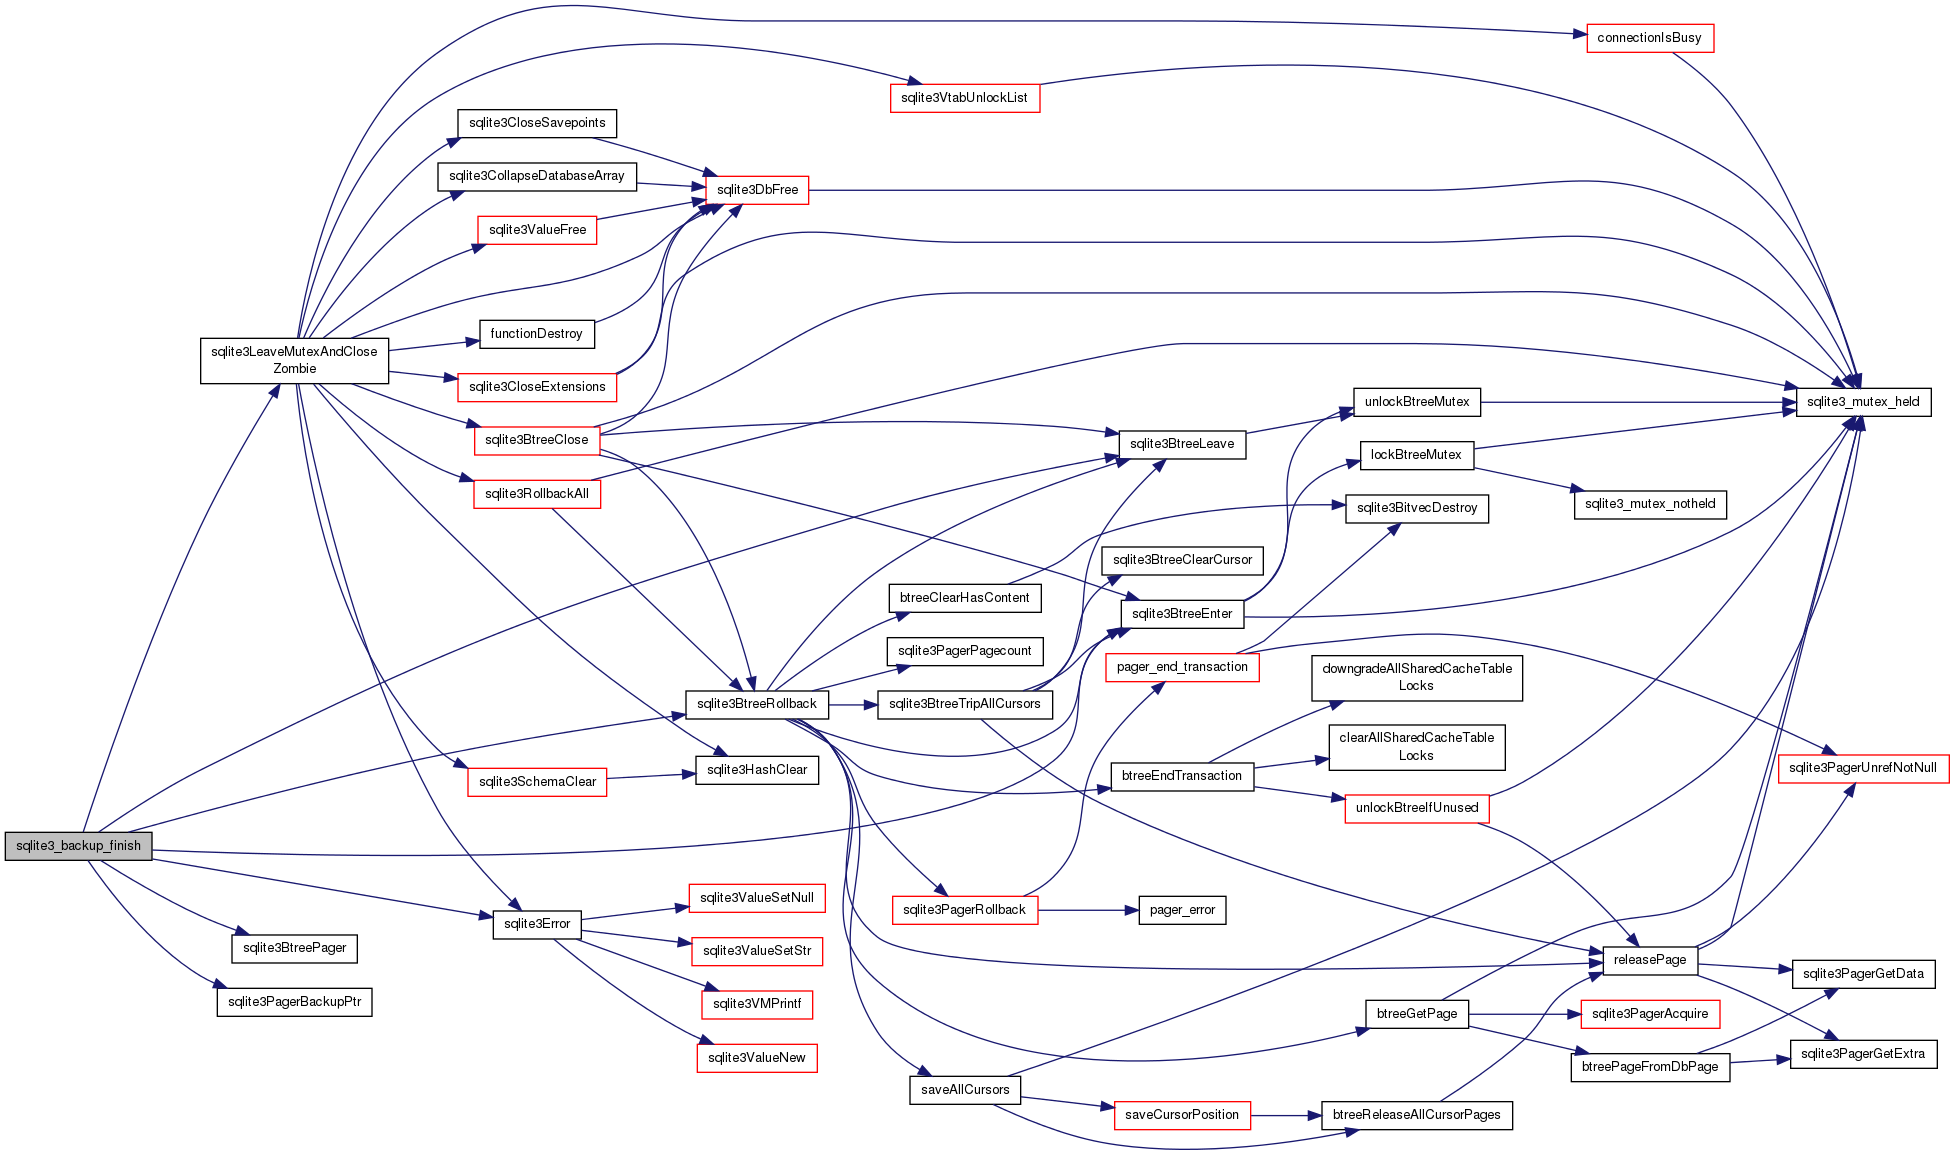 connectionIsBusy
sqlite3VtabUnlockList
sqlite3CloseSavepoints
sqlite3CollapseDatabaseArray
sqlite3DbFree
sqlite3ValueFree
functionDestroy
sqlite3LeaveMutexAndClose
Zombie
sqlite3CloseExtensions
unlockBtreeMutex
sqlite3_mutex_held
sqlite3BtreeClose
sqlite3BtreeLeave
lockBtreeMutex
sqlite3RollbackAll
sqlite3BitvecDestroy
sqlite3_mutex_notheld
sqlite3BtreeClearCursor
btreeClearHasContent
sqlite3BtreeEnter
sqlite3PagerPagecount
pager_end_transaction
downgradeAllSharedCacheTable
Locks
sqlite3BtreeRollback
sqlite3BtreeTripAllCursors
clearAllSharedCacheTable
Locks
sqlite3HashClear
sqlite3PagerUnrefNotNull
sqlite3SchemaClear
btreeEndTransaction
unlockBtreeIfUnused
sqlite3_backup_finish
sqlite3ValueSetNull
sqlite3PagerRollback
pager_error
sqlite3Error
sqlite3BtreePager
sqlite3ValueSetStr
releasePage
sqlite3PagerGetData
sqlite3PagerBackupPtr
sqlite3VMPrintf
btreeGetPage
sqlite3PagerAcquire
sqlite3ValueNew
sqlite3PagerGetExtra
btreePageFromDbPage
saveAllCursors
saveCursorPosition
btreeReleaseAllCursorPages